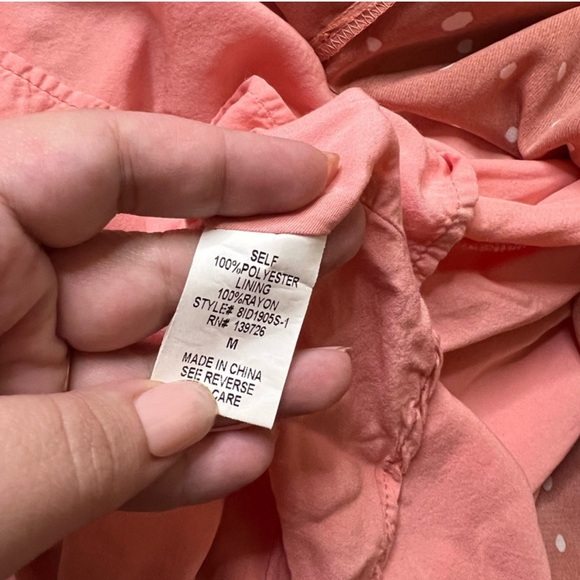 SELF
100%POLYESTER
LINING
100%RAYON
STYLE# 8ID1905S-1
RN# 139726
M
MADE IN CHINA
SEE REVERSE
CARE